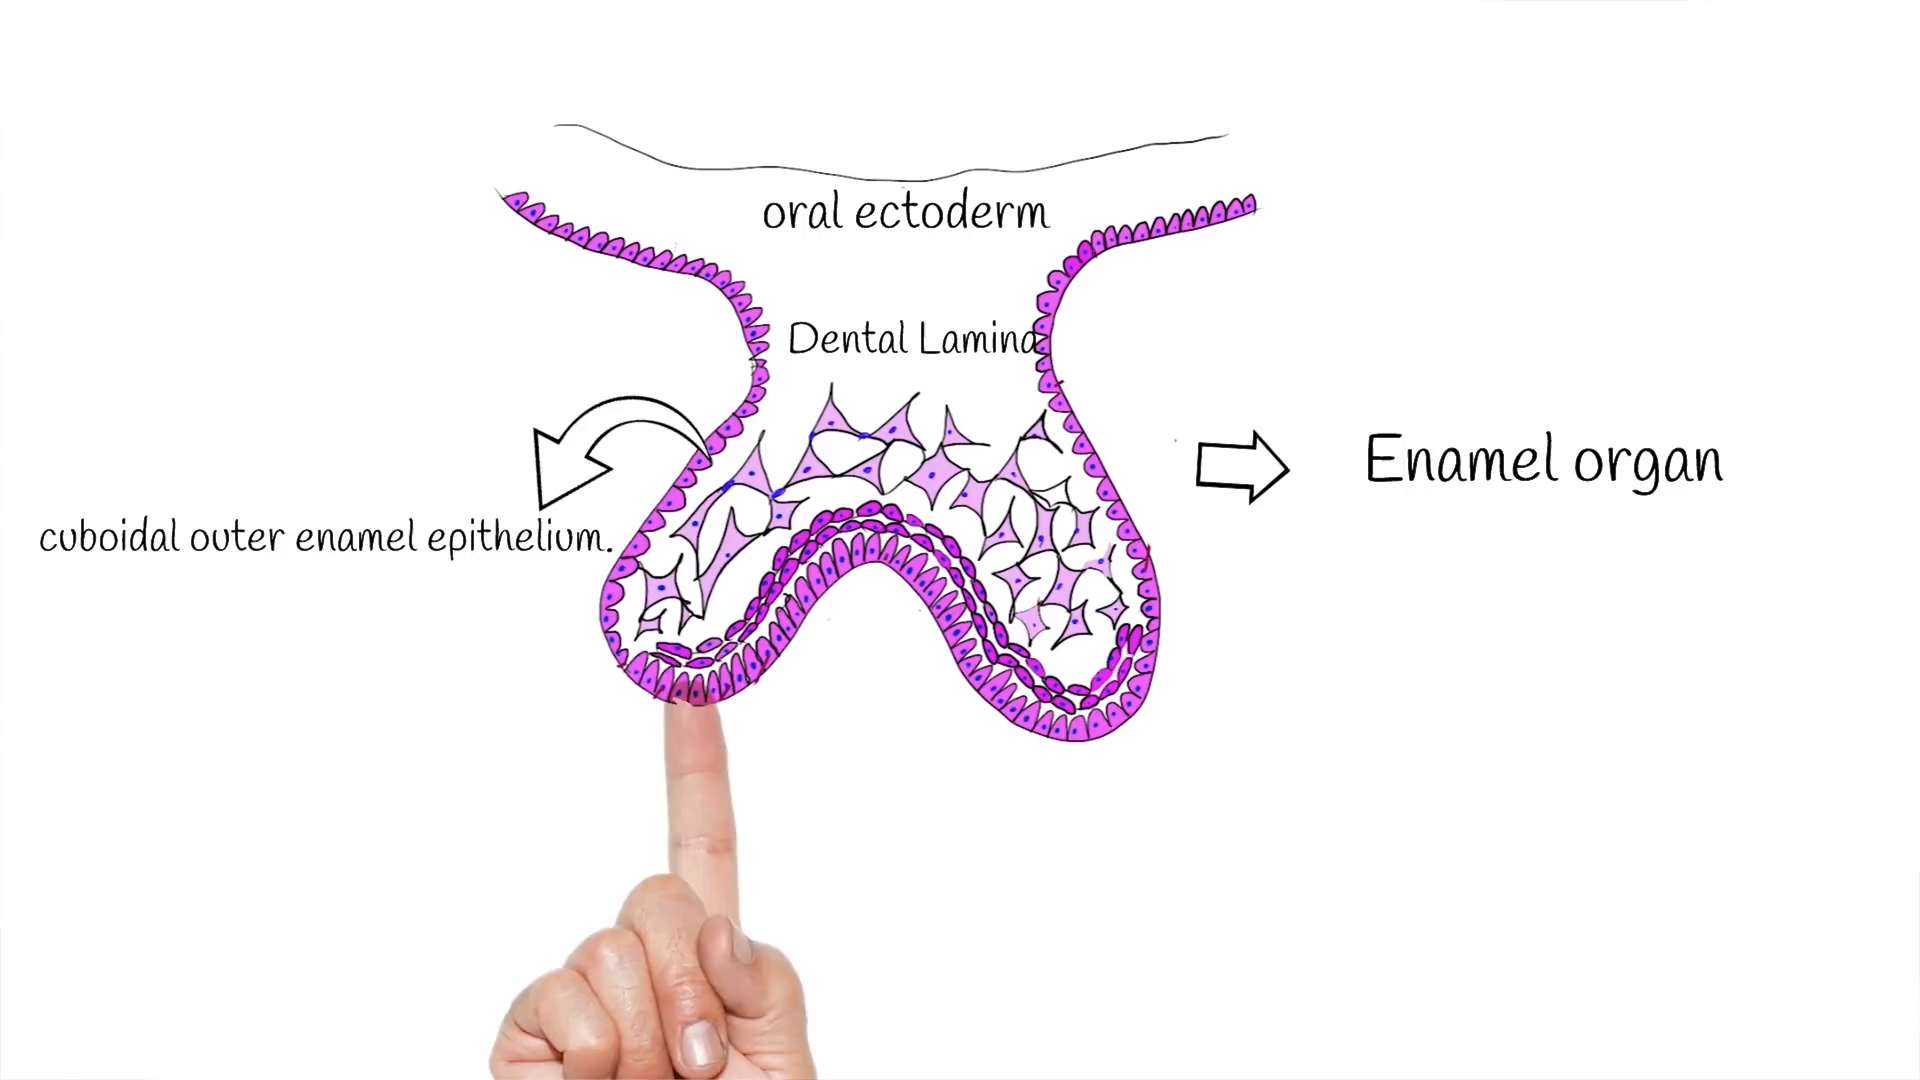 oral ectoderm
Dental Lamina
Enamel organ
cuboidal outer enamel epithelium.